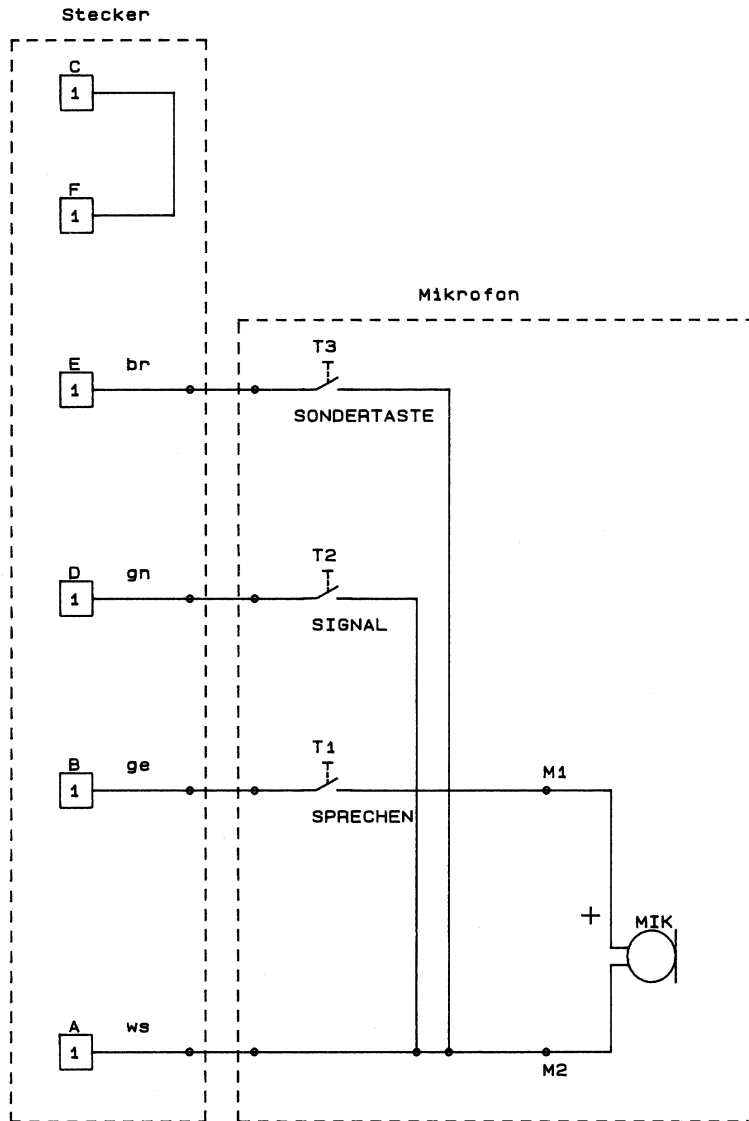 Stecker
C
1
F
1
Mikrofon
E br T3
1
SONDERTASTE
D gn T2
1
SIGNAL
B ge T1
1
M1
SPRECHEN
+
MIK
A ws
1
M2